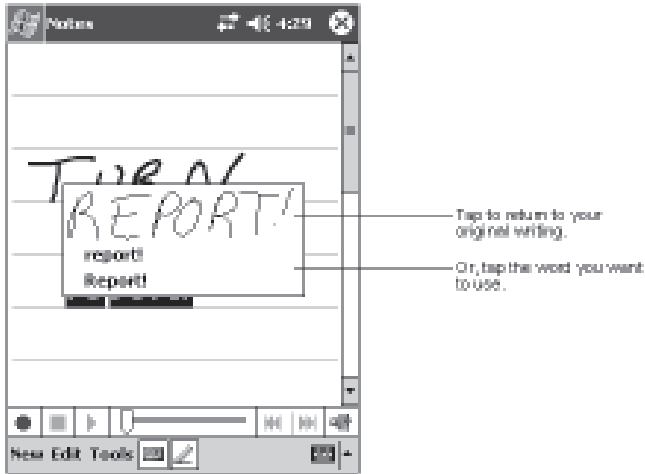 Notes 4:29
TURN
REPORT!
report!
Report!
Tap to return to your
original writing.
Or, tap the word you want
to use.
New Edit Tools